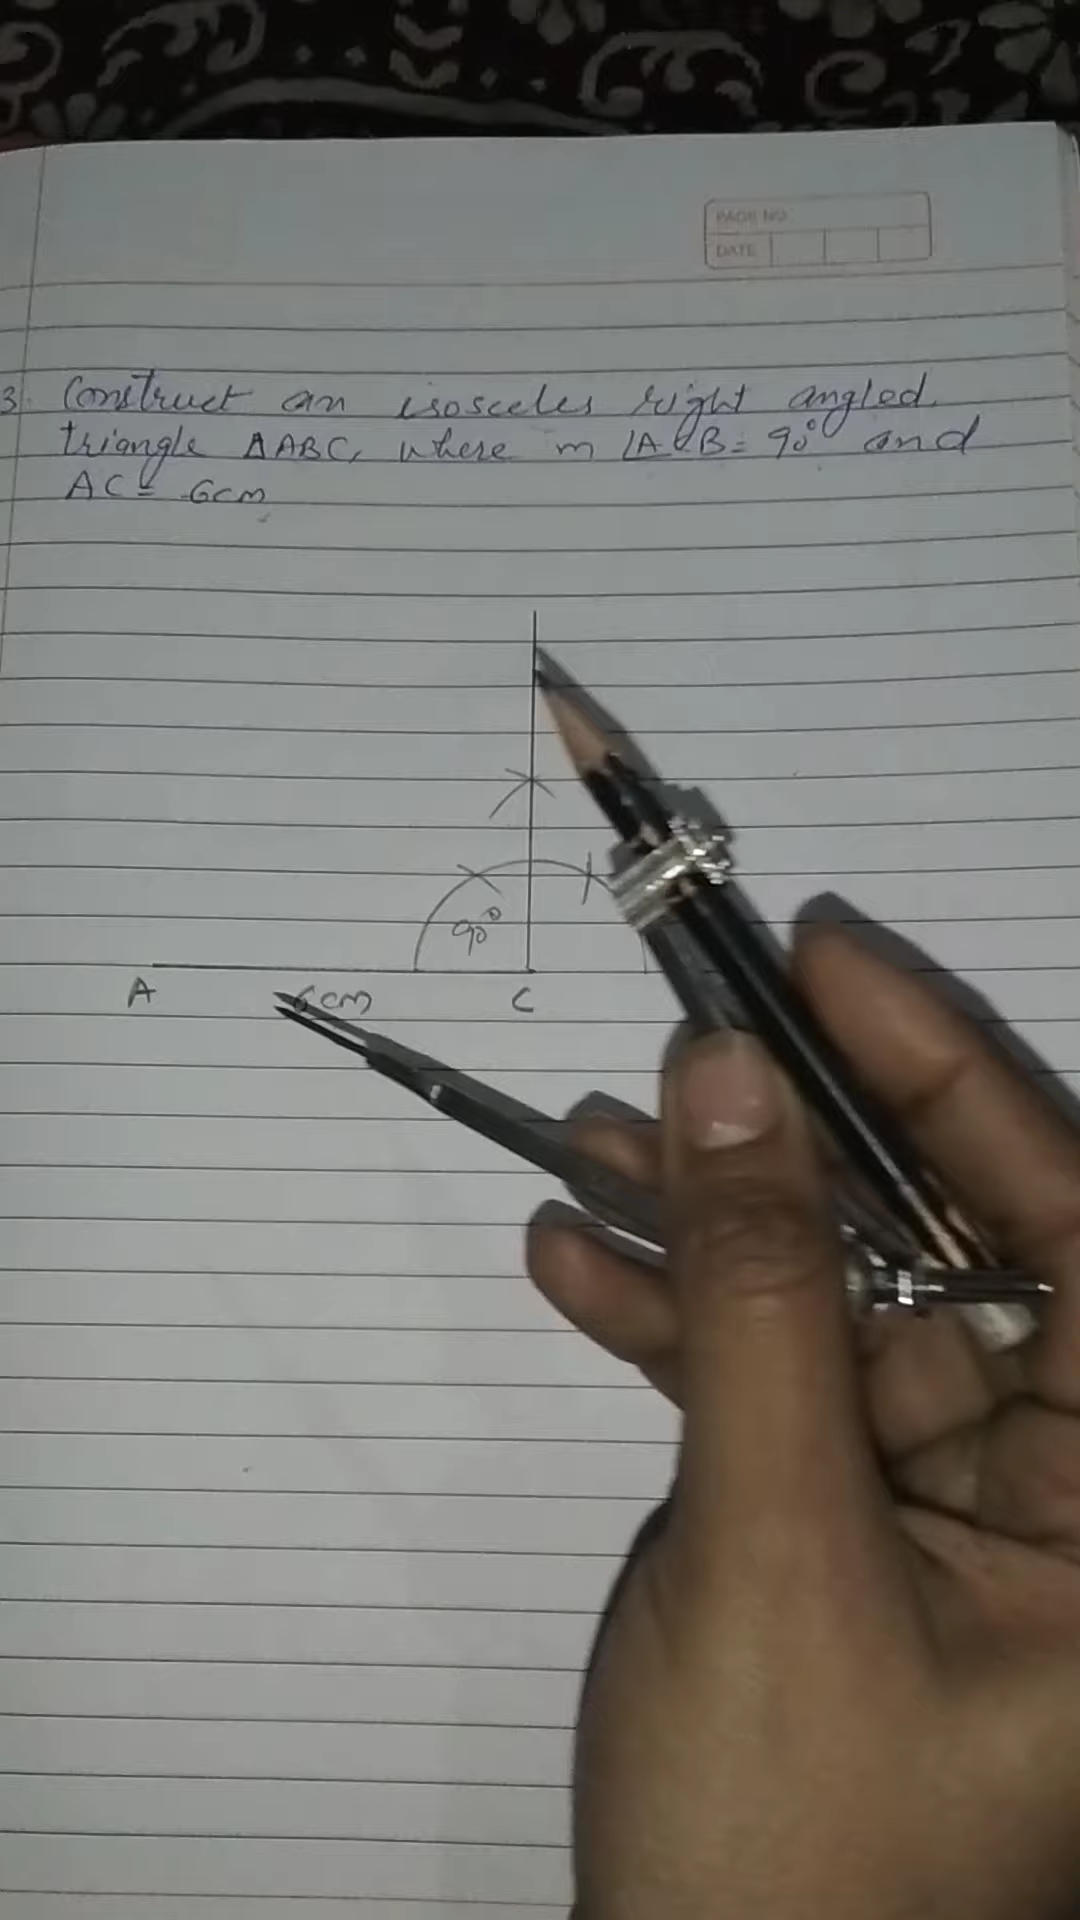 PAGE NO
DATE
3. Construct an isosceles right angled
triangle ΔABC, where m ∠ACB = 90° and
AC = 6cm
90°
A 6cm C